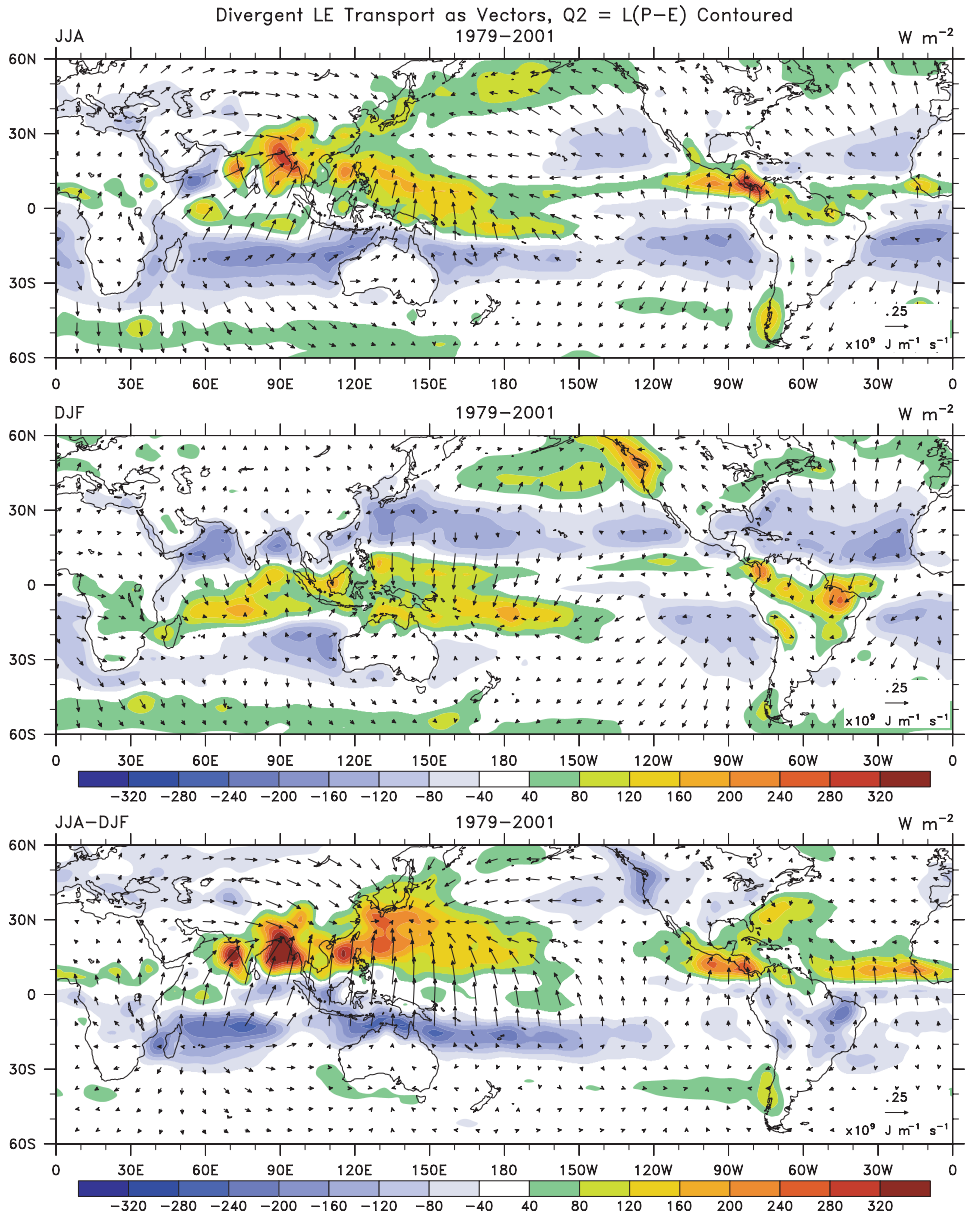 Divergent LE Transport as Vectors, Q2 = L(P−E) Contoured
JJA 1979−2001 W m⁻²
60N
30N
0
30S
60S
.25
×10⁹ J m⁻¹ s⁻¹
0 30E 60E 90E 120E 150E 180 150W 120W 90W 60W 30W 0
DJF 1979−2001 W m⁻²
60N
30N
0
30S
60S
.25
×10⁹ J m⁻¹ s⁻¹
0 30E 60E 90E 120E 150E 180 150W 120W 90W 60W 30W 0
−320 −280 −240 −200 −160 −120 −80 −40 40 80 120 160 200 240 280 320
JJA−DJF 1979−2001 W m⁻²
60N
30N
0
30S
60S
.25
×10⁹ J m⁻¹ s⁻¹
0 30E 60E 90E 120E 150E 180 150W 120W 90W 60W 30W 0
−320 −280 −240 −200 −160 −120 −80 −40 40 80 120 160 200 240 280 320